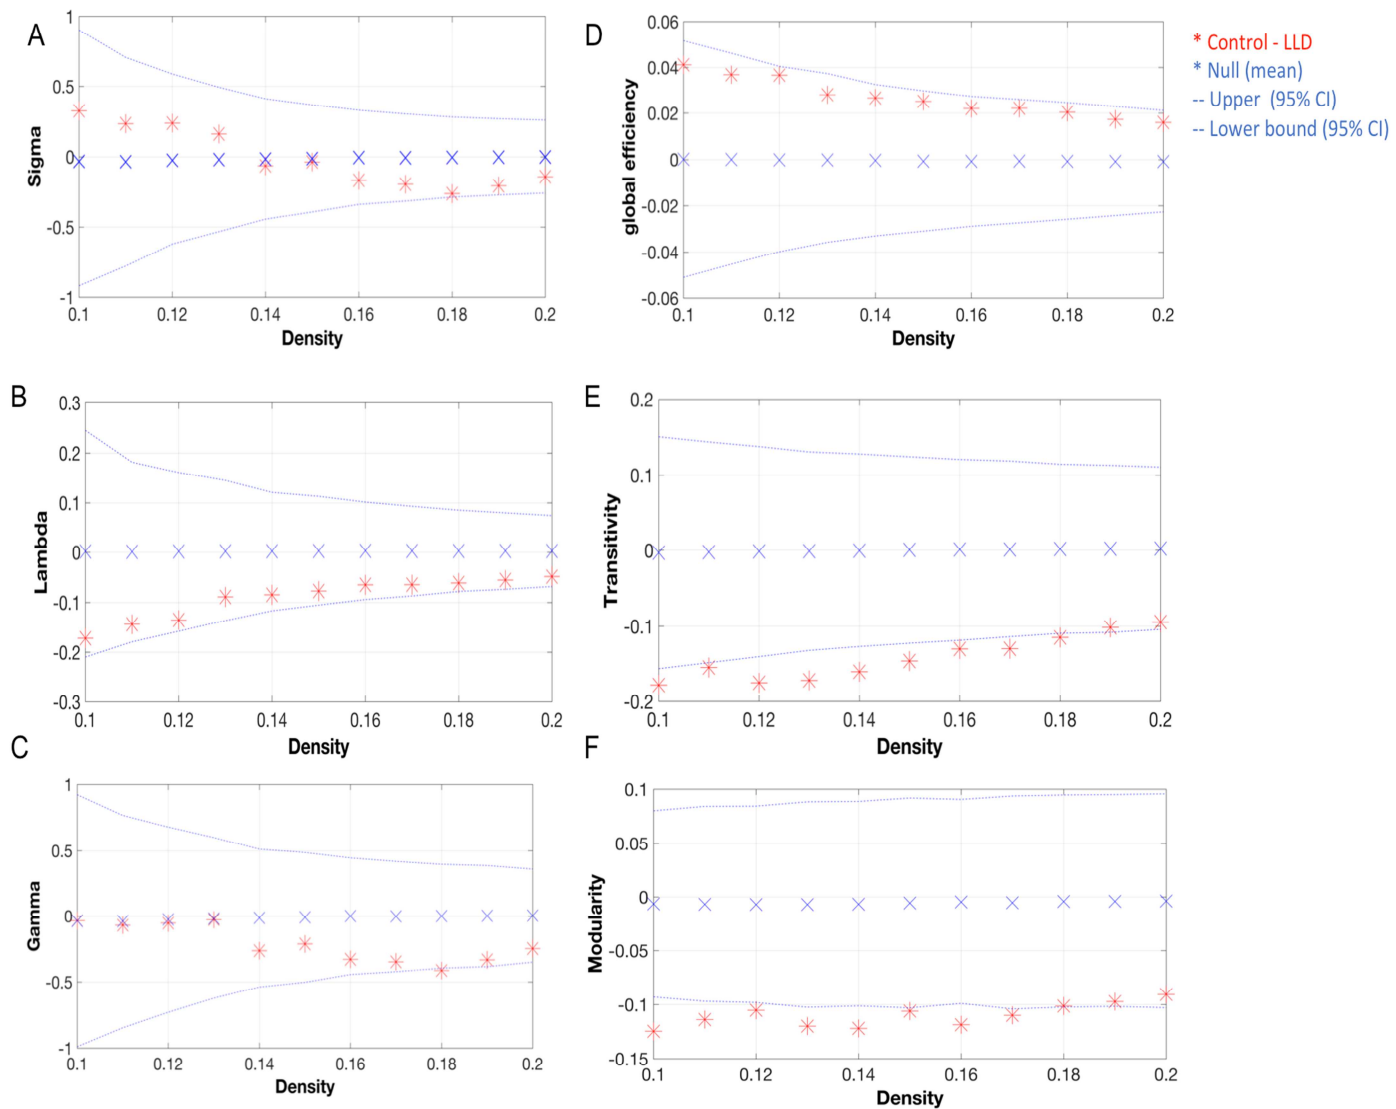 A
1
0.5
0
-0.5
-1
Sigma
0.1 0.12 0.14 0.16 0.18 0.2
Density
D
0.06
0.04
0.02
0
-0.02
-0.04
-0.06
global efficiency
0.1 0.12 0.14 0.16 0.18 0.2
Density
* Control - LLD
* Null (mean)
-- Upper (95% CI)
-- Lower bound (95% CI)
B
0.3
0.2
0.1
0
-0.1
-0.2
-0.3
Lambda
0.1 0.12 0.14 0.16 0.18 0.2
Density
E
0.2
0.1
0
-0.1
-0.2
Transitivity
0.1 0.12 0.14 0.16 0.18 0.2
Density
C
1
0.5
0
-0.5
-1
Gamma
0.1 0.12 0.14 0.16 0.18 0.2
Density
F
0.1
0.05
0
-0.05
-0.1
-0.15
Modularity
0.1 0.12 0.14 0.16 0.18 0.2
Density